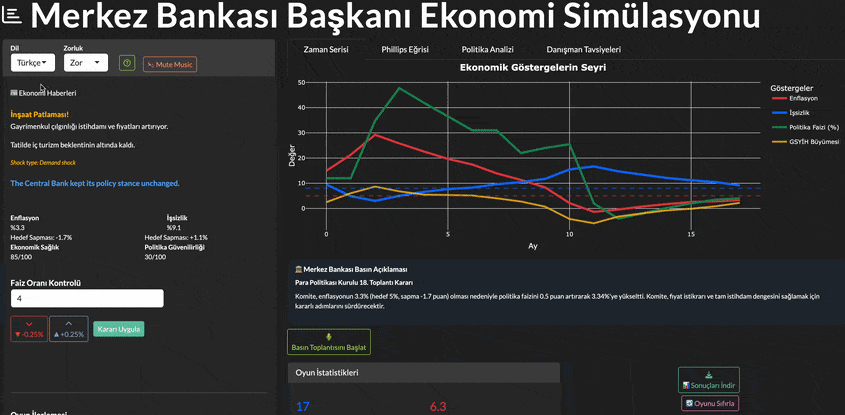 Merkez Bankası Başkanı Ekonomi Simülasyonu
Dil
Zorluk
Türkçe
Zor
Mute Music
Ekonomi Haberleri
İnşaat Patlaması!
Gayrimenkul çılgınlığı istihdamı ve fiyatları artırıyor.
Tatilde iç turizm beklentinin altında kaldı.
Shock type: Demand shock
The Central Bank kept its policy stance unchanged.
Enflasyon
İşsizlik
%3.3
%9.1
Hedef Sapması: -1.7%
Hedef Sapması: +1.1%
Ekonomik Sağlık
Politika Güvenilirliği
85/100
30/100
Faiz Oranı Kontrolü
4
▼ -0.25%
▲ +0.25%
Kararı Uygula
Zaman Serisi
Phillips Eğrisi
Politika Analizi
Danışman Tavsiyeleri
Ekonomik Göstergelerin Seyri
Değer
50
40
30
20
10
0
0
5
10
15
Ay
Göstergeler
Enflasyon
İşsizlik
Politika Faizi (%)
GSYİH Büyümesi
Merkez Bankası Basın Açıklaması
Para Politikası Kurulu 18. Toplantı Kararı
Komite, enflasyonun 3.3% (hedef 5%, sapma -1.7 puan) olması nedeniyle politika faizini 0.5 puan artırarak 3.34%'ye yükseltti. Komite, fiyat istikrarı ve tam istihdam dengesini sağlamak için
kararlı adımlarını sürdürecektir.
Basın Toplantısını Başlat
Oyun İstatistikleri
17
6.3
Sonuçları İndir
Oyunu Sıfırla